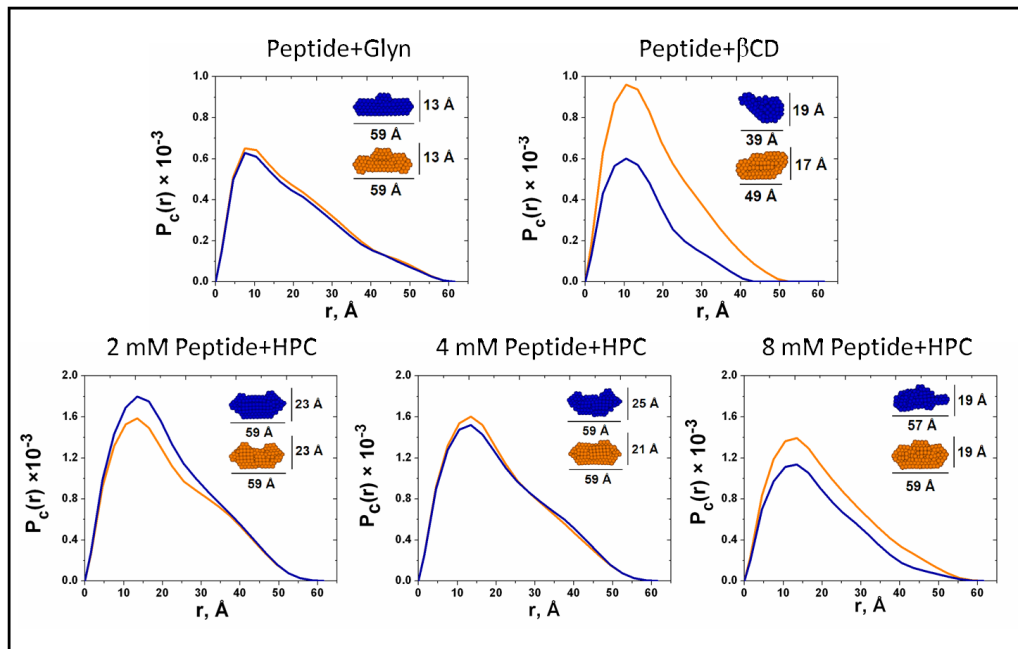 Peptide+Glyn
Peptide+βCD
1.0
0.8
0.6
0.4
0.2
0.0
P_c(r) × 10⁻³
13 Å
59 Å
13 Å
59 Å
0 10 20 30 40 50 60
r, Å
1.0
0.8
0.6
0.4
0.2
0.0
P_c(r) × 10⁻³
19 Å
39 Å
17 Å
49 Å
0 10 20 30 40 50 60
r, Å
2 mM Peptide+HPC
4 mM Peptide+HPC
8 mM Peptide+HPC
2.0
1.6
1.2
0.8
0.4
0.0
P_c(r) ×10⁻³
23 Å
59 Å
23 Å
59 Å
0 10 20 30 40 50 60
r, Å
2.0
1.6
1.2
0.8
0.4
0.0
P_c(r) × 10⁻³
25 Å
59 Å
21 Å
59 Å
0 10 20 30 40 50 60
r, Å
2.0
1.6
1.2
0.8
0.4
0.0
P_c(r) × 10⁻³
19 Å
57 Å
19 Å
59 Å
0 10 20 30 40 50 60
r, Å